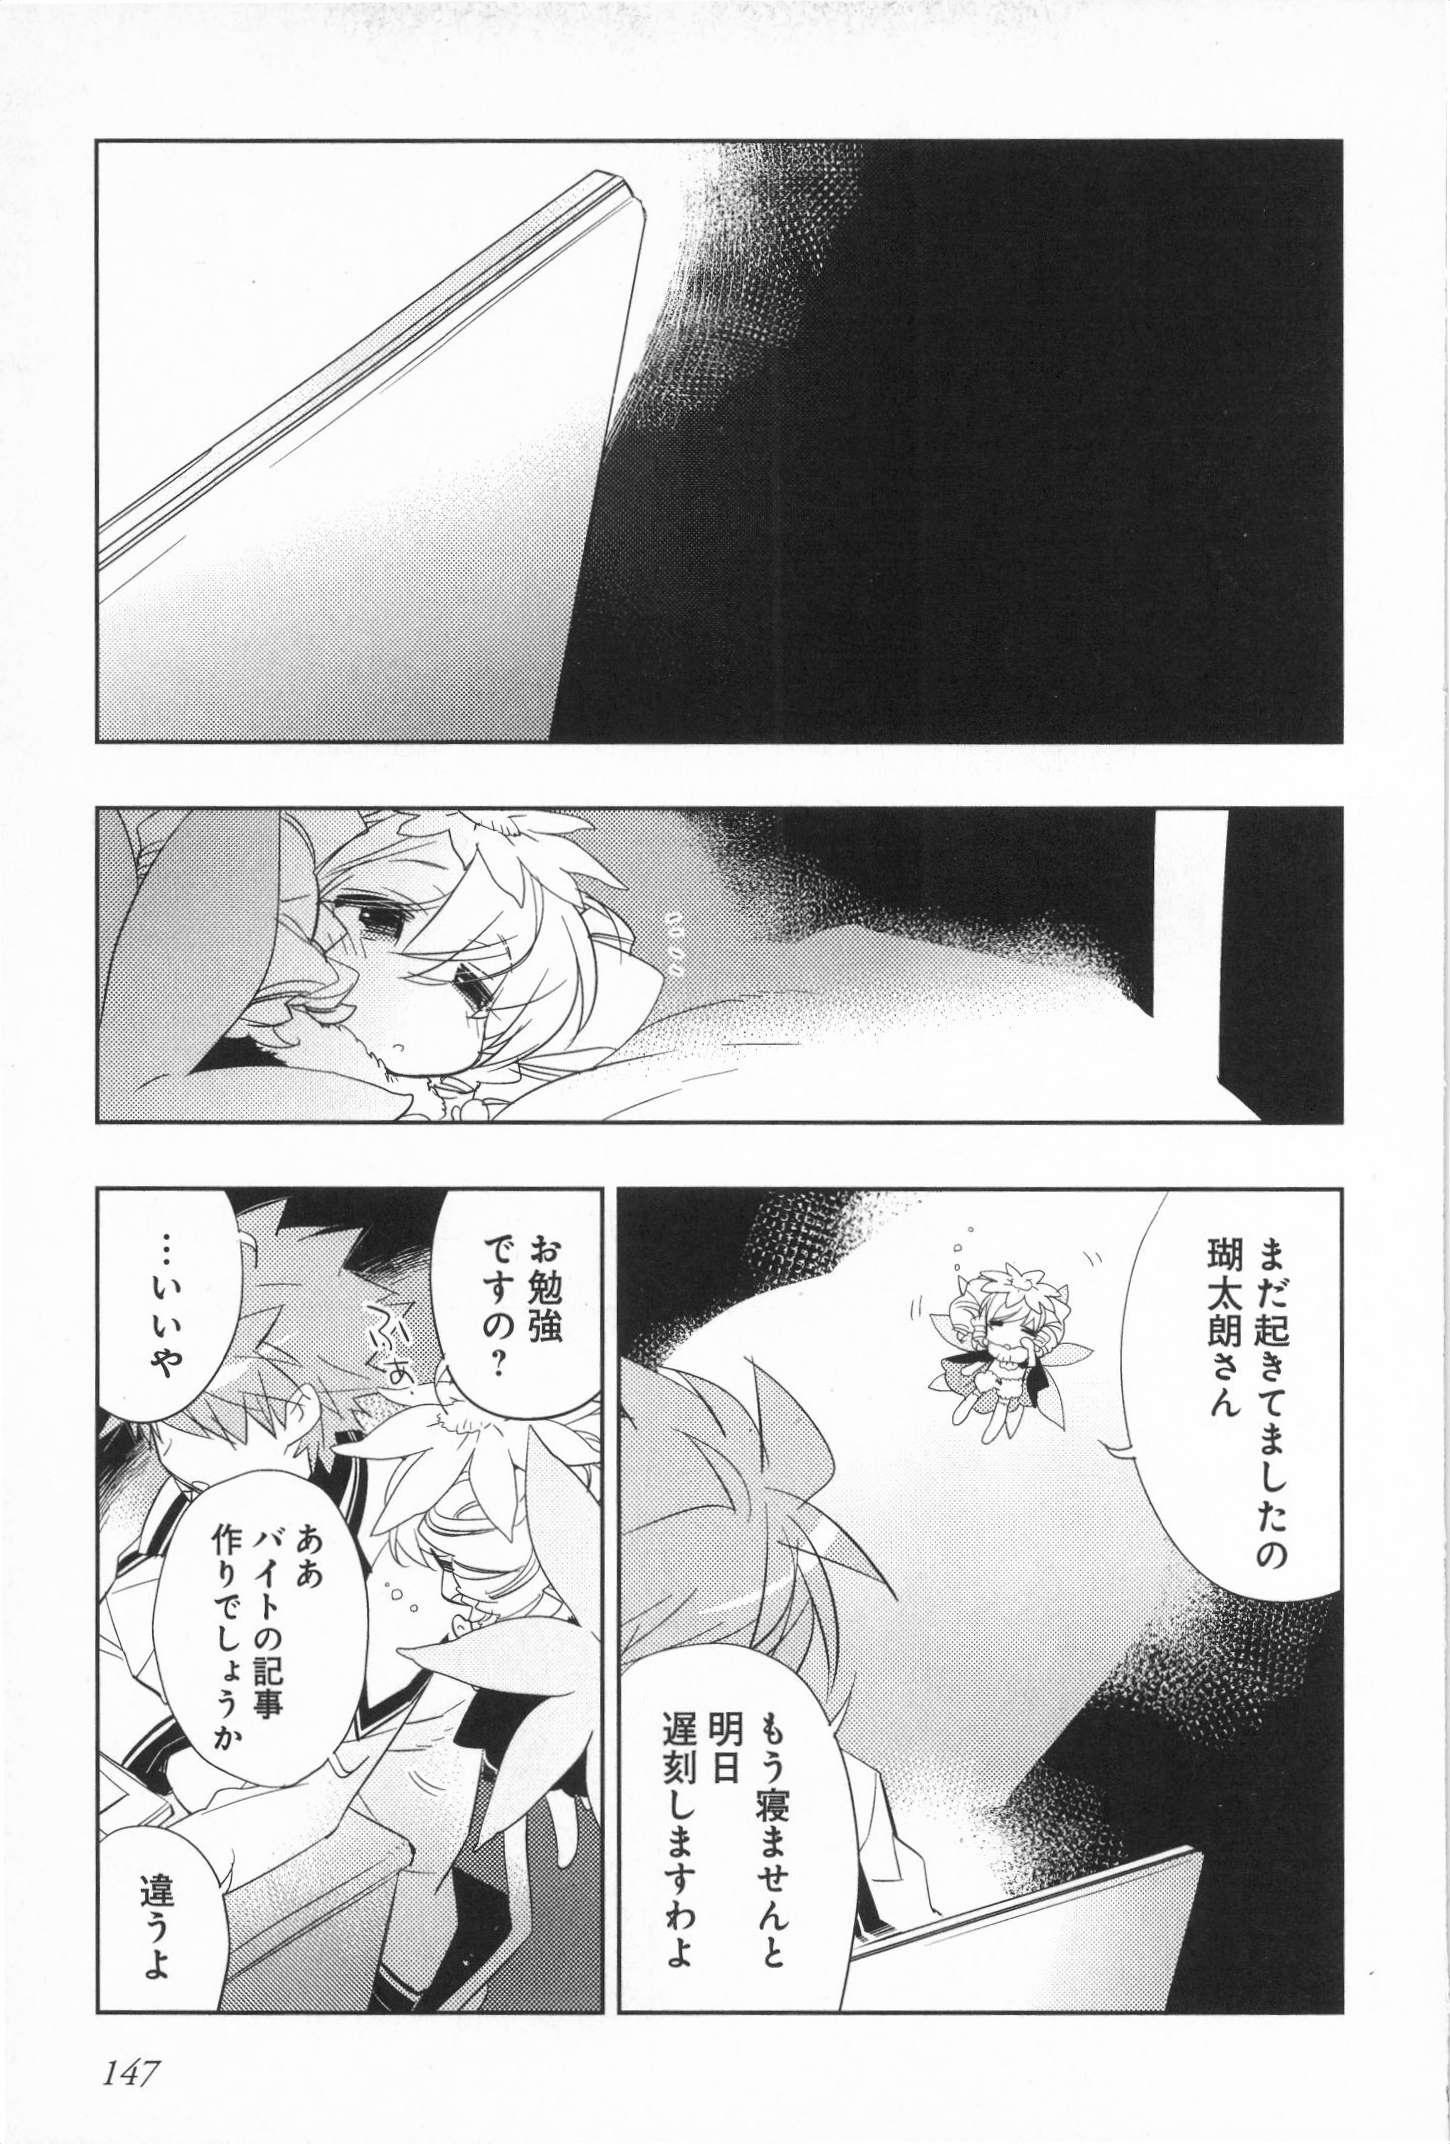 まだ起きてましたの
瑚太朗さん
もう寝ませんと
明日
遅刻しますわよ
お勉強
ですの？
ふぁ
…いいや
ああ
バイトの記事
作りでしょうか
違うよ
147